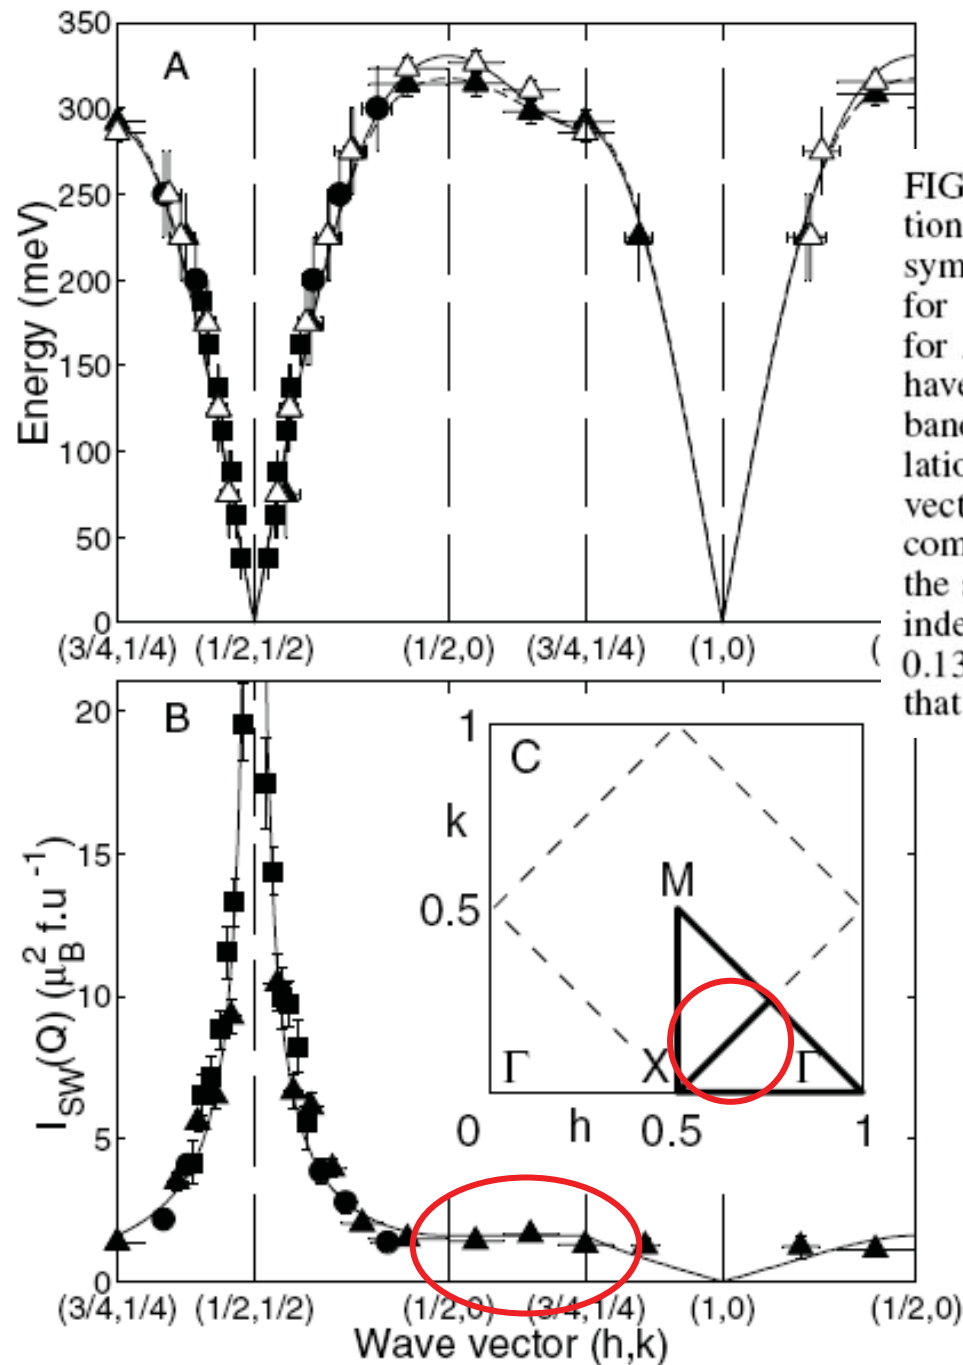 A
350
300
250
200
150
100
50
0
Energy (meV)
(3/4,1/4) (1/2,1/2) (1/2,0) (3/4,1/4) (1,0) (
FIG
tion
sym
for
for
have
band
lation
vect
com
the s
inde
0.13
that
B
20
15
10
5
0
I_SW(Q) (μ_B^2 f.u^-1)
C
1
k
0.5
M
X
Γ
Γ
0 h 0.5 1
(3/4,1/4) (1/2,1/2) (1/2,0) (3/4,1/4) (1,0) (1/2,0)
Wave vector (h,k)